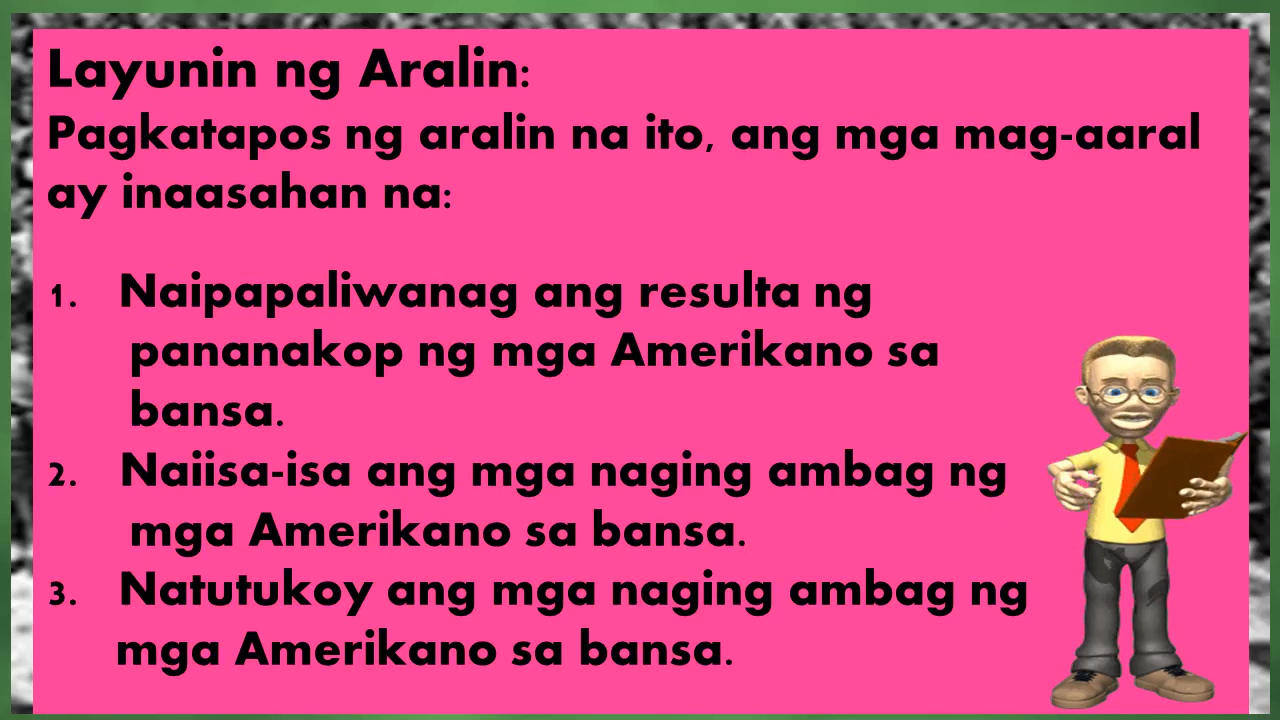 Layunin ng Aralin:
Pagkatapos ng aralin na ito, ang mga mag-aaral
ay inaasahan na:
1. Naipapaliwanag ang resulta ng
pananakop ng mga Amerikano sa
bansa.
2. Naiisa-isa ang mga naging ambag ng
mga Amerikano sa bansa.
3. Natutukoy ang mga naging ambag ng
mga Amerikano sa bansa.